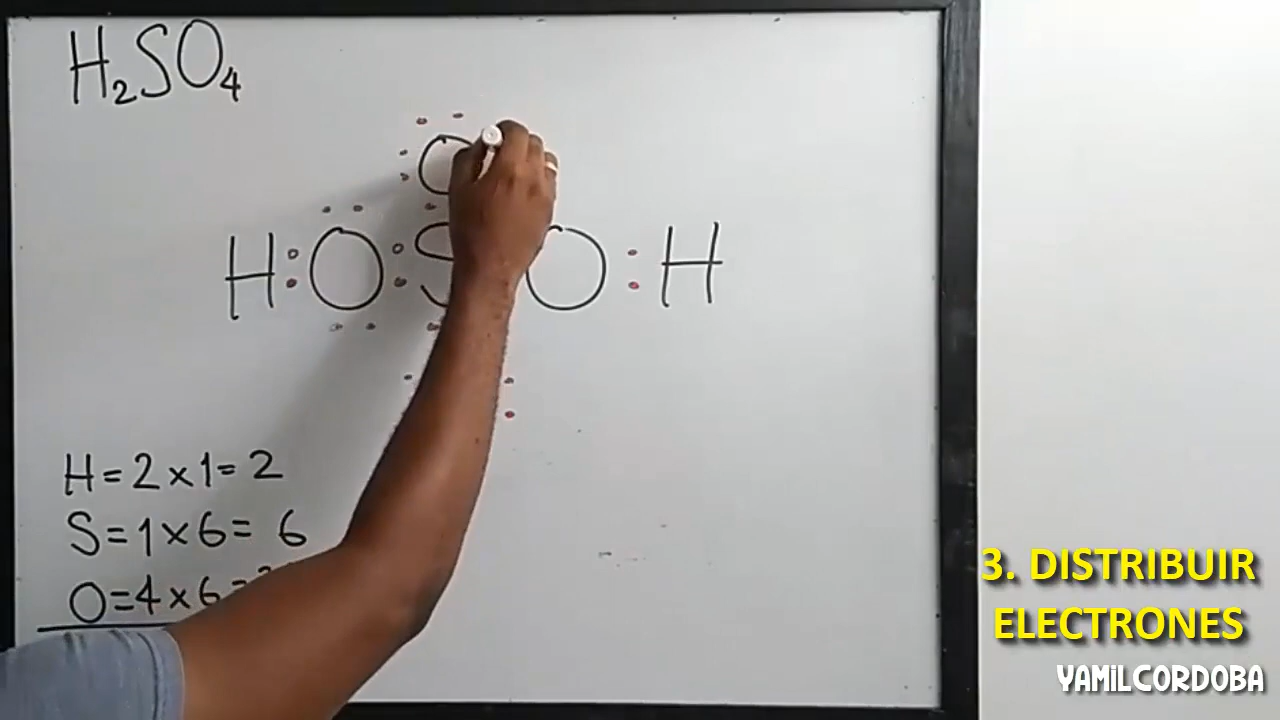 H₂SO₄
O
H:O:S O:H
H=2×1=2
S=1×6= 6
O=4×6=
3. DISTRIBUIR
ELECTRONES
YAMILCORDOBA